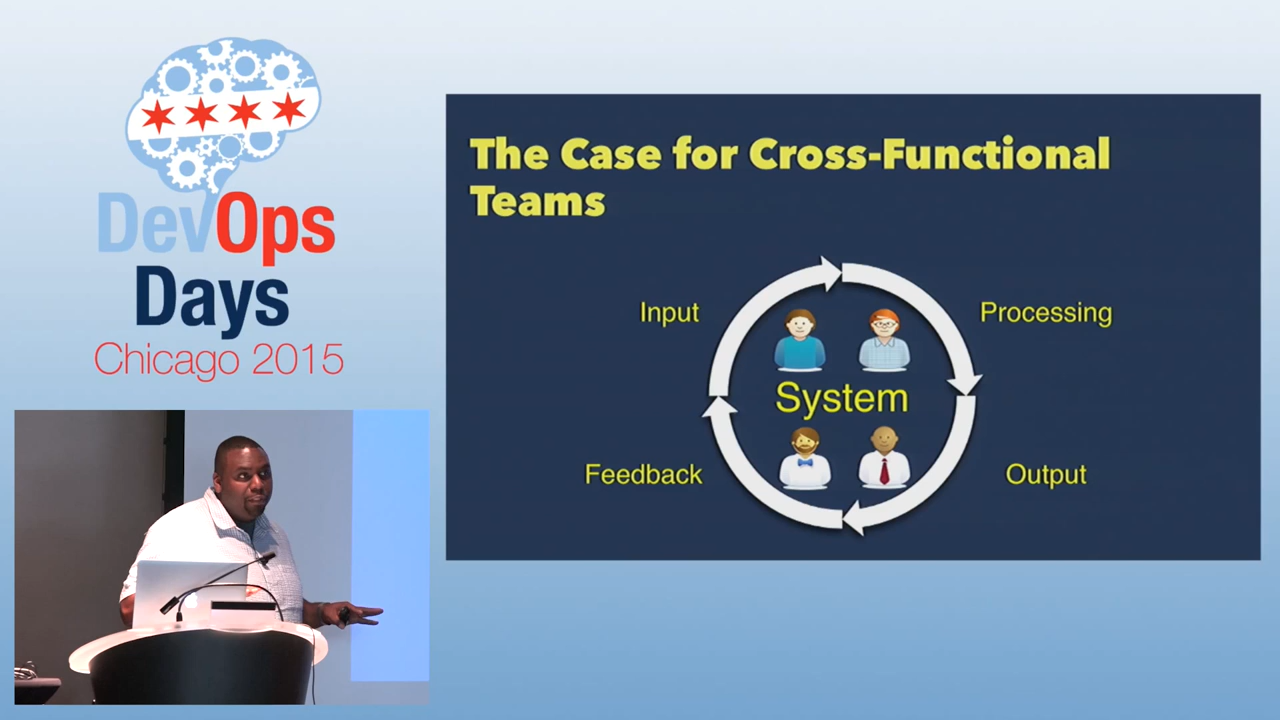 DevOps
Days
Chicago 2015
The Case for Cross-Functional
Teams
Input
Processing
System
Feedback
Output